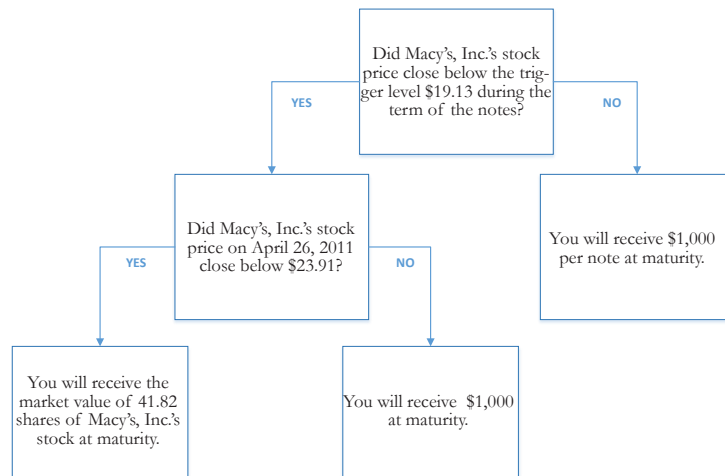 Did Macy's, Inc.'s stock
price close below the trig-
ger level $19.13 during the
term of the notes?
YES
NO
Did Macy's, Inc.'s stock
price on April 26, 2011
close below $23.91?
You will receive $1,000
per note at maturity.
YES
NO
You will receive the
market value of 41.82
shares of Macy's, Inc.'s
stock at maturity.
You will receive $1,000
at maturity.